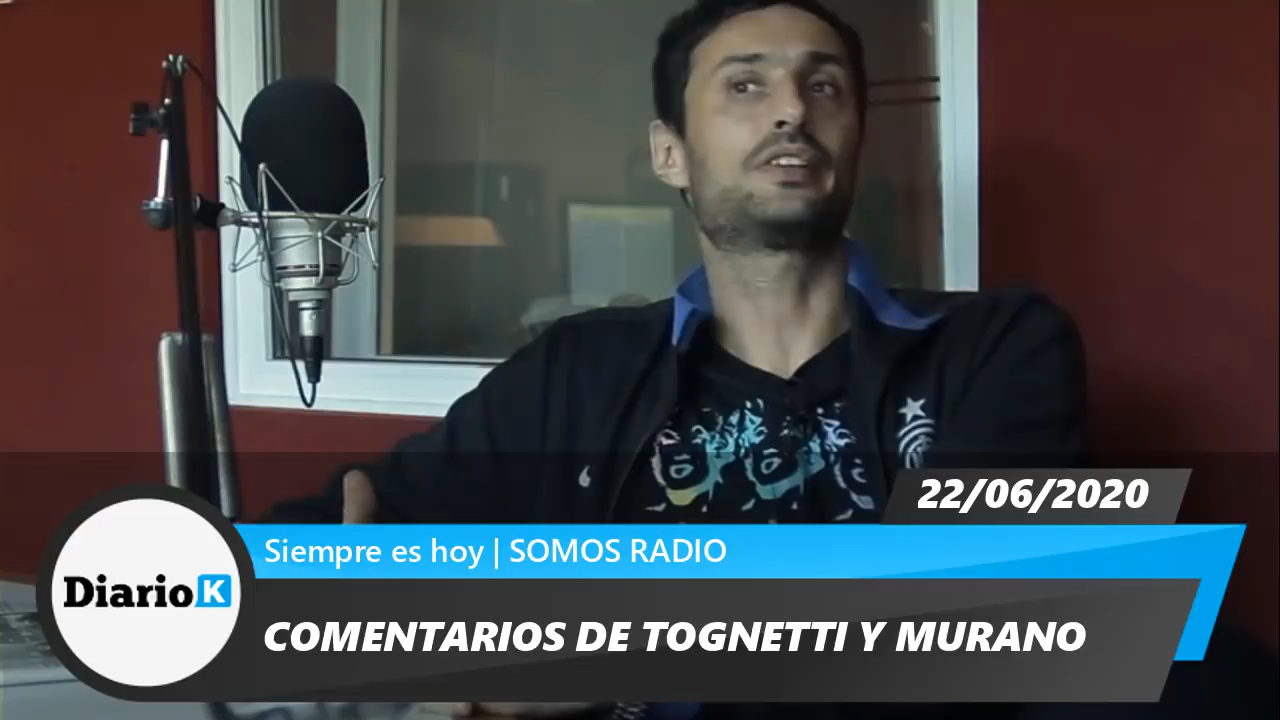 22/06/2020
Siempre es hoy | SOMOS RADIO
DiarioK
COMENTARIOS DE TOGNETTI Y MURANO